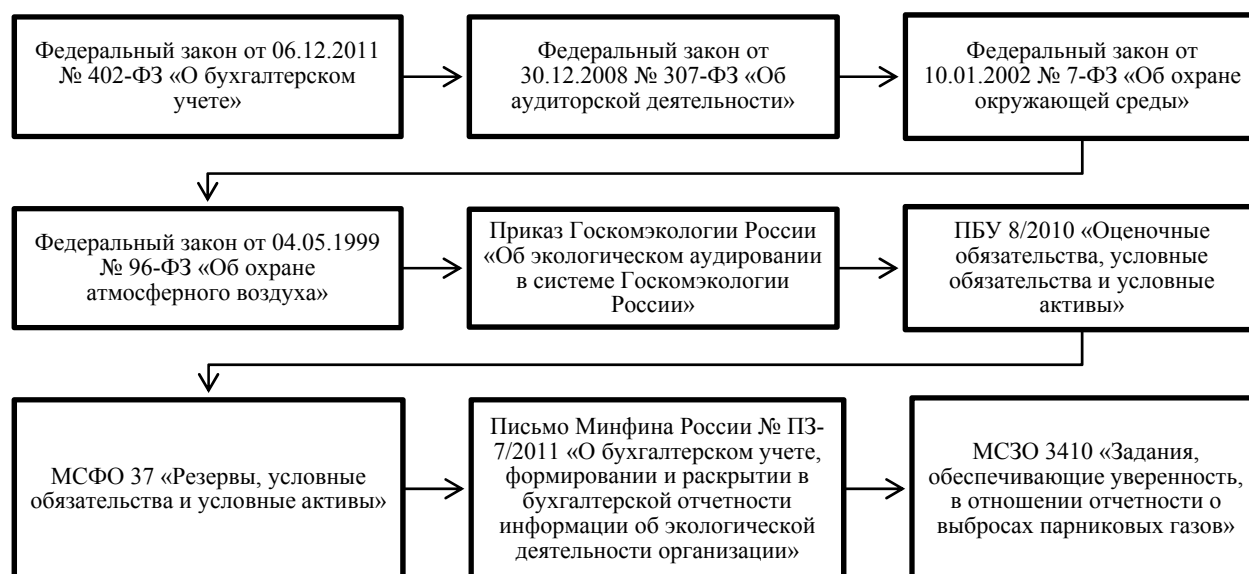 Федеральный закон от 06.12.2011
№ 402-ФЗ «О бухгалтерском
учете»
Федеральный закон от
30.12.2008 № 307-ФЗ «Об
аудиторской деятельности»
Федеральный закон от
10.01.2002 № 7-ФЗ «Об охране
окружающей среды»
Федеральный закон от 04.05.1999
№ 96-ФЗ «Об охране
атмосферного воздуха»
Приказ Госкомэкологии России
«Об экологическом аудировании
в системе Госкомэкологии
России»
ПБУ 8/2010 «Оценочные
обязательства, условные
обязательства и условные
активы»
МСФО 37 «Резервы, условные
обязательства и условные активы»
Письмо Минфина России № ПЗ-
7/2011 «О бухгалтерском учете,
формировании и раскрытии в
бухгалтерской отчетности
информации об экологической
деятельности организации»
МСЗО 3410 «Задания,
обеспечивающие уверенность,
в отношении отчетности о
выбросах парниковых газов»